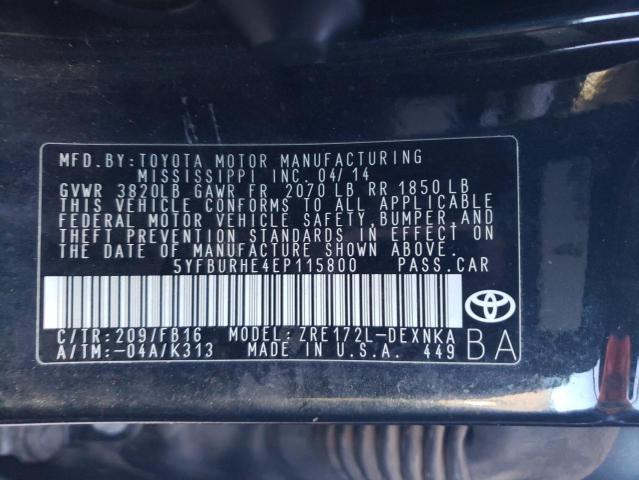 MFD. BY: TOYOTA MOTOR MANUFACTURING
MISSISSIPPI INC. 04/14
GVWR 3820LB GAWR FR. 2070 LB RR 1850 LB
THIS VEHICLE CONFORMS TO ALL APPLICABLE
FEDERAL MOTOR VEHICLE SAFETY, BUMPER, AND
THEFT PREVENTION STANDARDS IN EFFECT ON
THE DATE OF MANUFACTURE SHOWN ABOVE.
5YFBURHE4EP115800 PASS. CAR
C/TR: 209/FB16 MODEL: ZRE172L-DEXNKA
A/TM: -04A/K313 MADE IN U.S.A. 449 BA